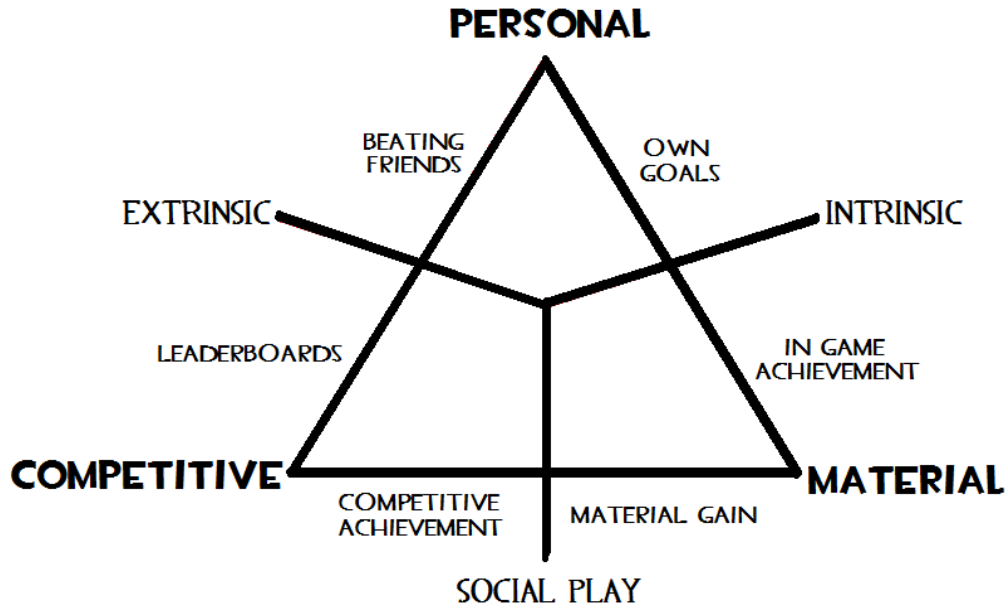 PERSONAL
BEATING
FRIENDS
OWN
GOALS
EXTRINSIC
INTRINSIC
LEADERBOARDS
IN GAME
ACHIEVEMENT
COMPETITIVE
MATERIAL
COMPETITIVE
ACHIEVEMENT
MATERIAL GAIN
SOCIAL PLAY